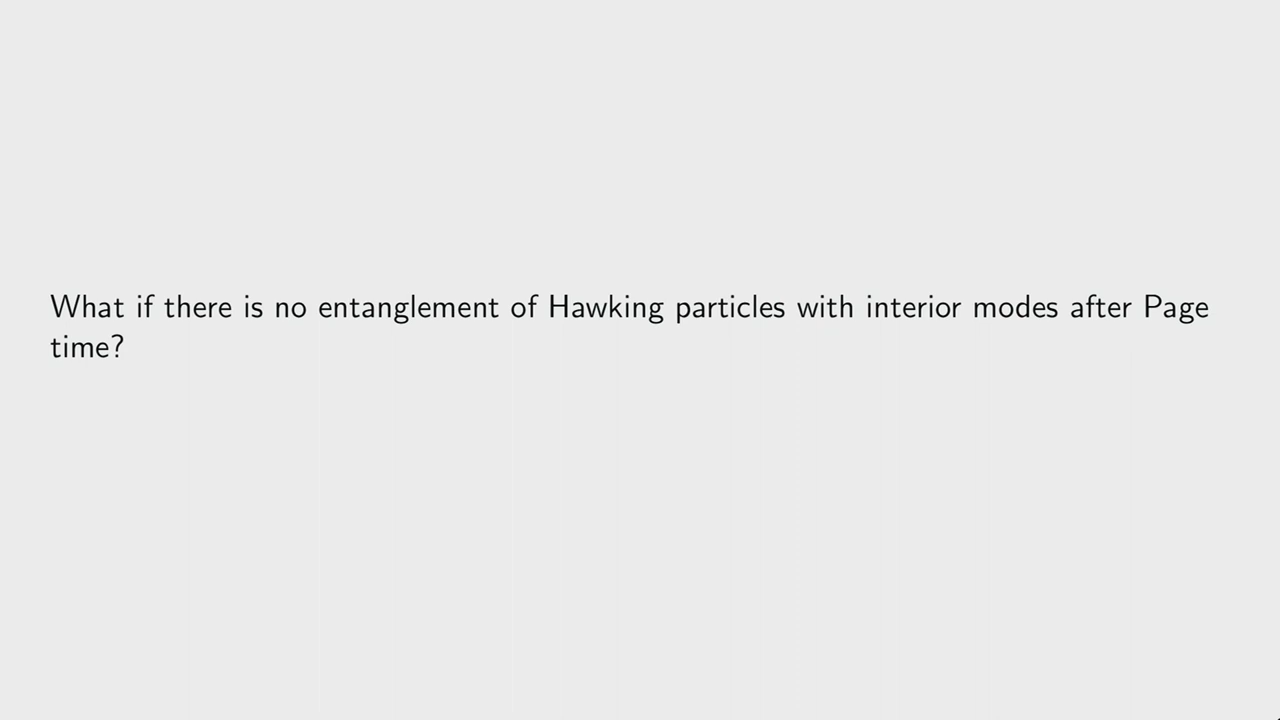 What if there is no entanglement of Hawking particles with interior modes after Page
time?